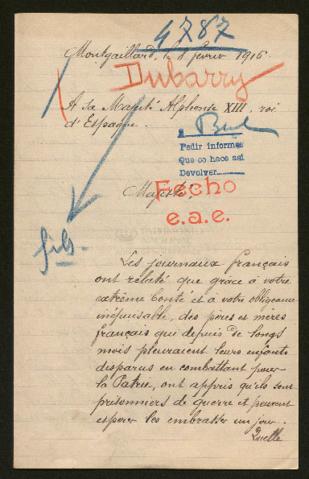 4787
Montgaillard, le 8 février 1916
Dubarry
A Sa Majesté Alphonse XIII, roi
d'Espagne.
Pedir informes
Que se hace asi
Devolver
Majesté,
Fecho
e.a.e.
Les journaux français
ont relaté que grâce à votre
extrême bonté et à votre obligeance
inépuisable, des pères et mères
français qui depuis de longs
mois pleuraient leurs enfants
disparus en combattant pour
la Patrie, ont appris qu'ils sont
prisonniers de guerre et peuvent
espérer les embrasser un jour.
Quelle